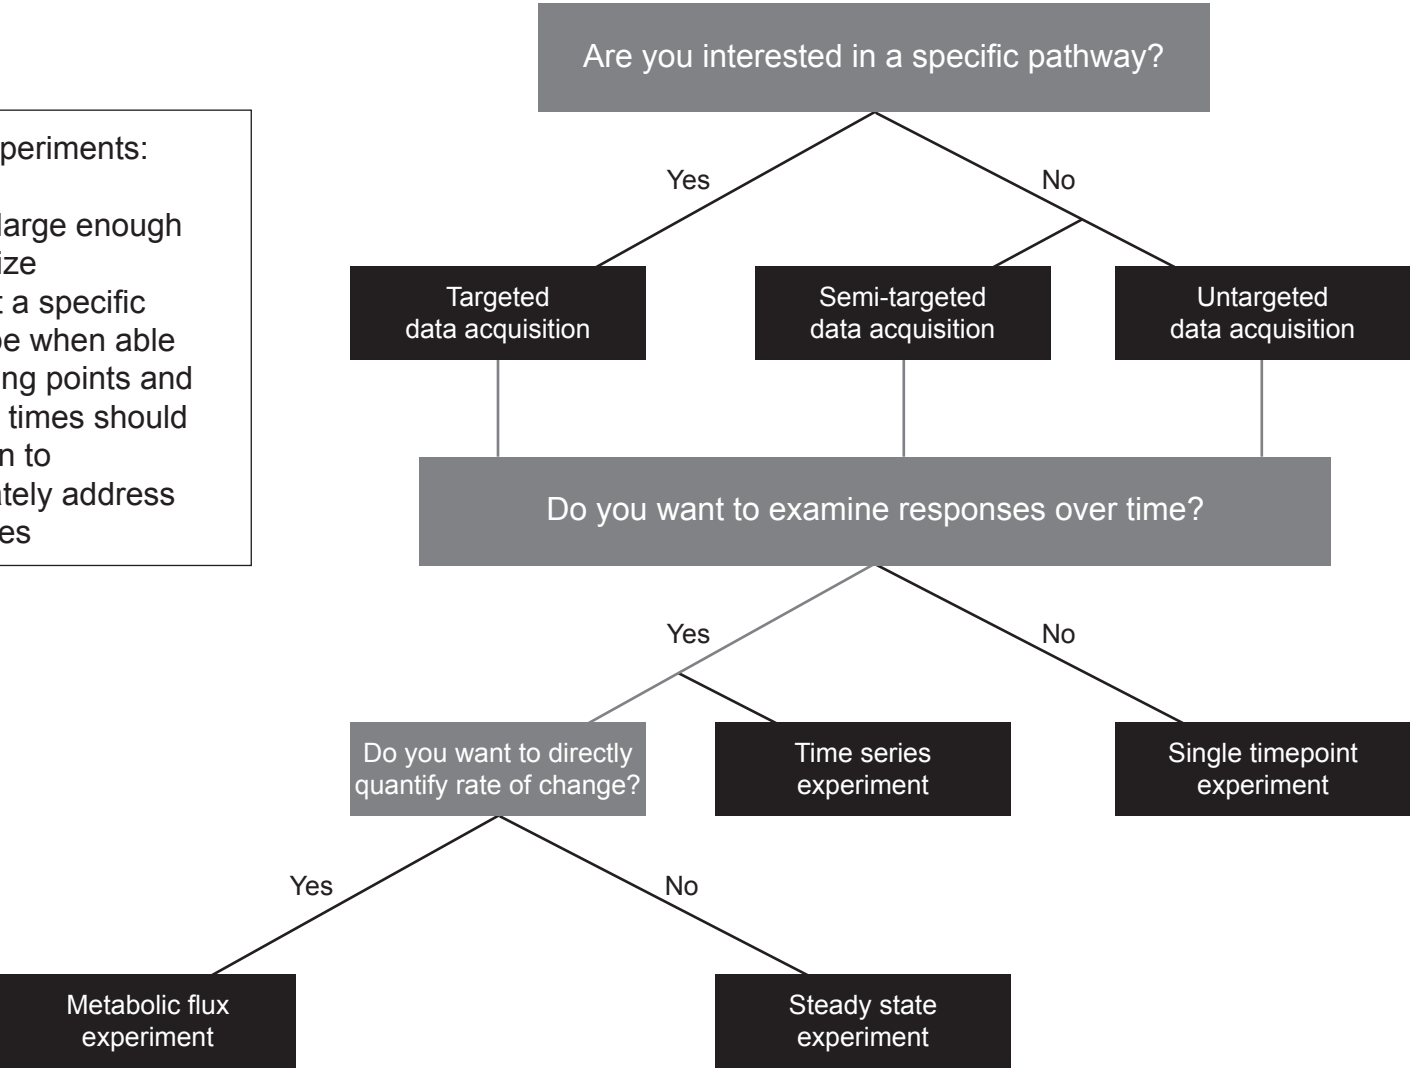 Are you interested in a specific pathway?
periments:
large enough
ize
t a specific
be when able
ing points and
times should
n to
ately address
es
Yes
No
Targeted
data acquisition
Semi-targeted
data acquisition
Untargeted
data acquisition
Do you want to examine responses over time?
Yes
No
Do you want to directly
quantify rate of change?
Time series
experiment
Single timepoint
experiment
Yes
No
Metabolic flux
experiment
Steady state
experiment